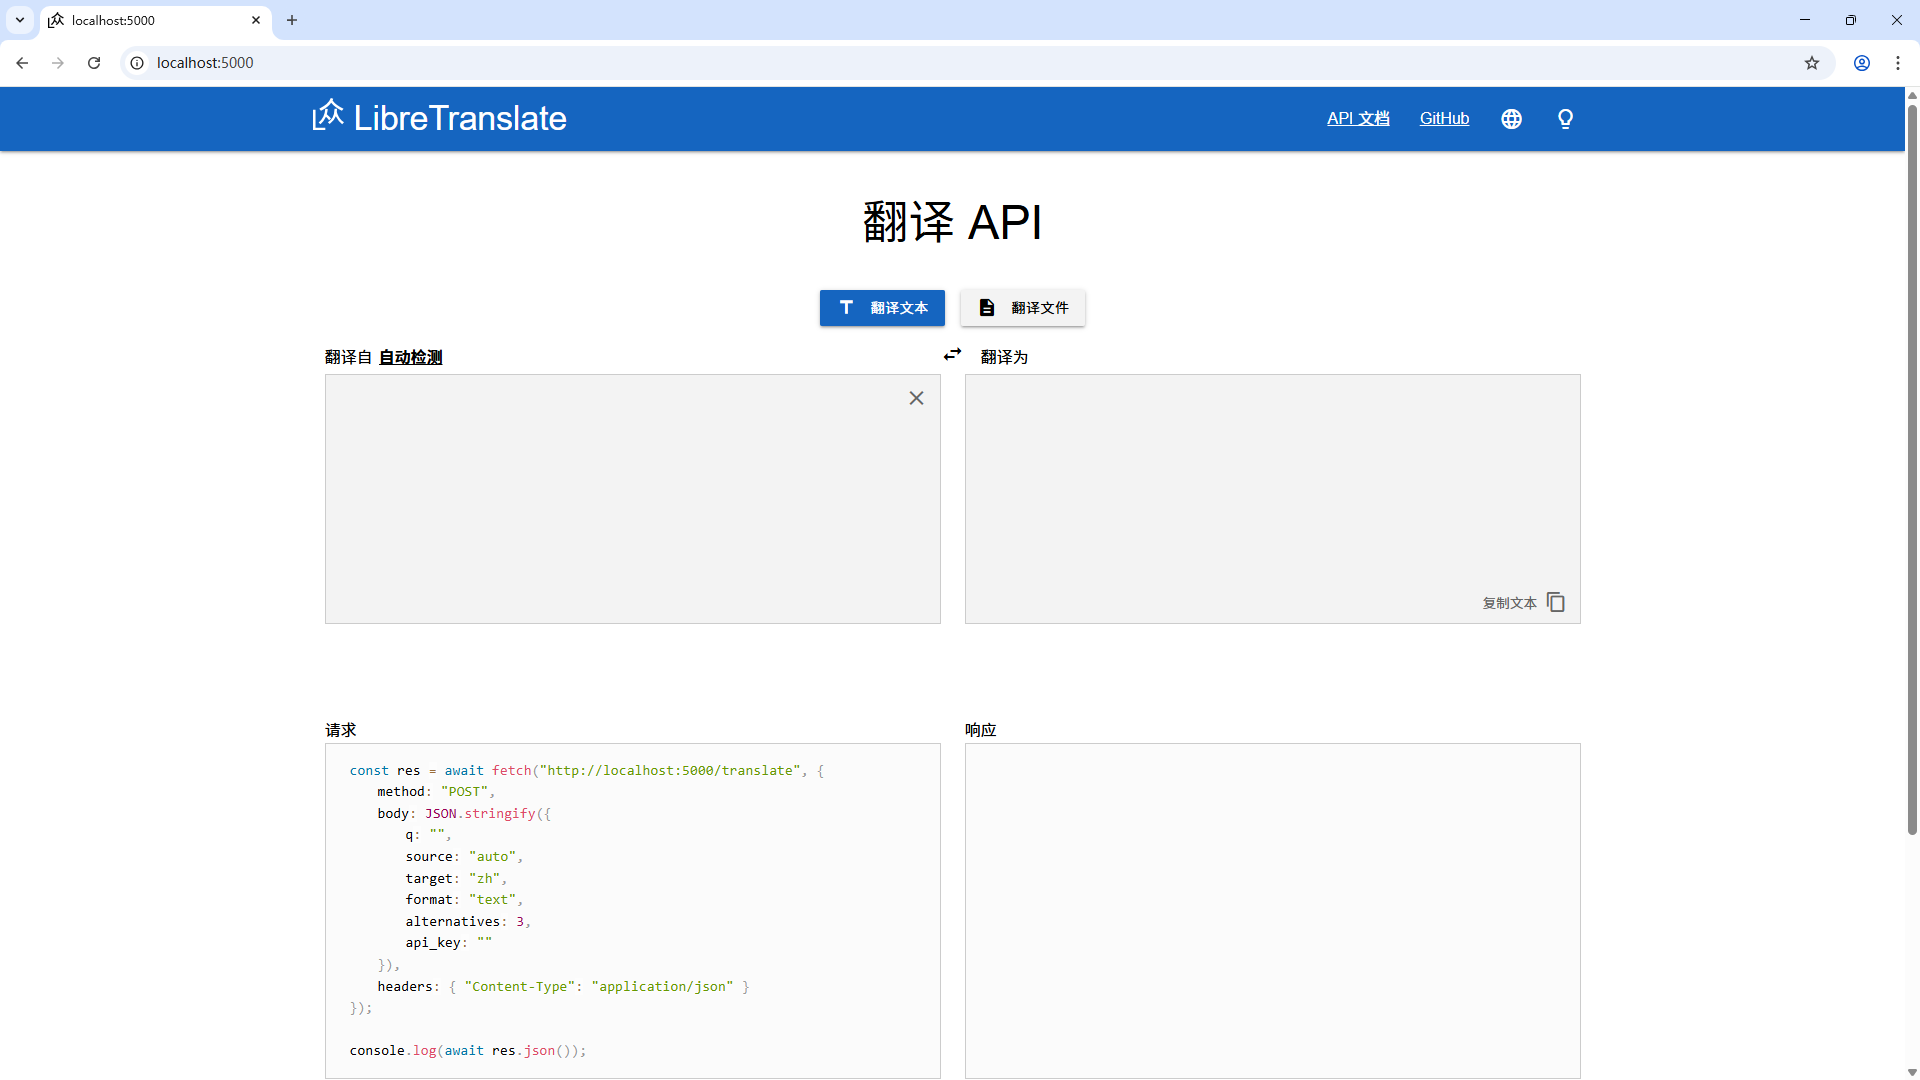 localhost:5000
localhost:5000
LibreTranslate
API 文档
GitHub
翻译 API
翻译文本
翻译文件
翻译自 自动检测
翻译为
复制文本
请求
响应
const res = await fetch("http://localhost:5000/translate", {
method: "POST",
body: JSON.stringify({
q: "",
source: "auto",
target: "zh",
format: "text",
alternatives: 3,
api_key: ""
}),
headers: { "Content-Type": "application/json" }
});
console.log(await res.json());